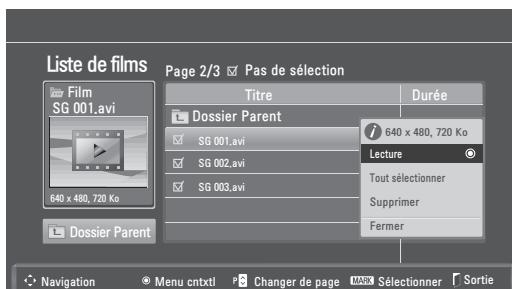 Liste de films
Page 2/3 Pas de sélection
Film
SG 001.avi
640 x 480, 720 Ko
Dossier Parent
Titre Durée
Dossier Parent
SG 001.avi
SG 002,avi
SG 003,avi
640 x 480, 720 Ko
Lecture
Tout sélectionner
Supprimer
Fermer
Navigation Menu cntxtl P Changer de page MARK Sélectionner Sortie